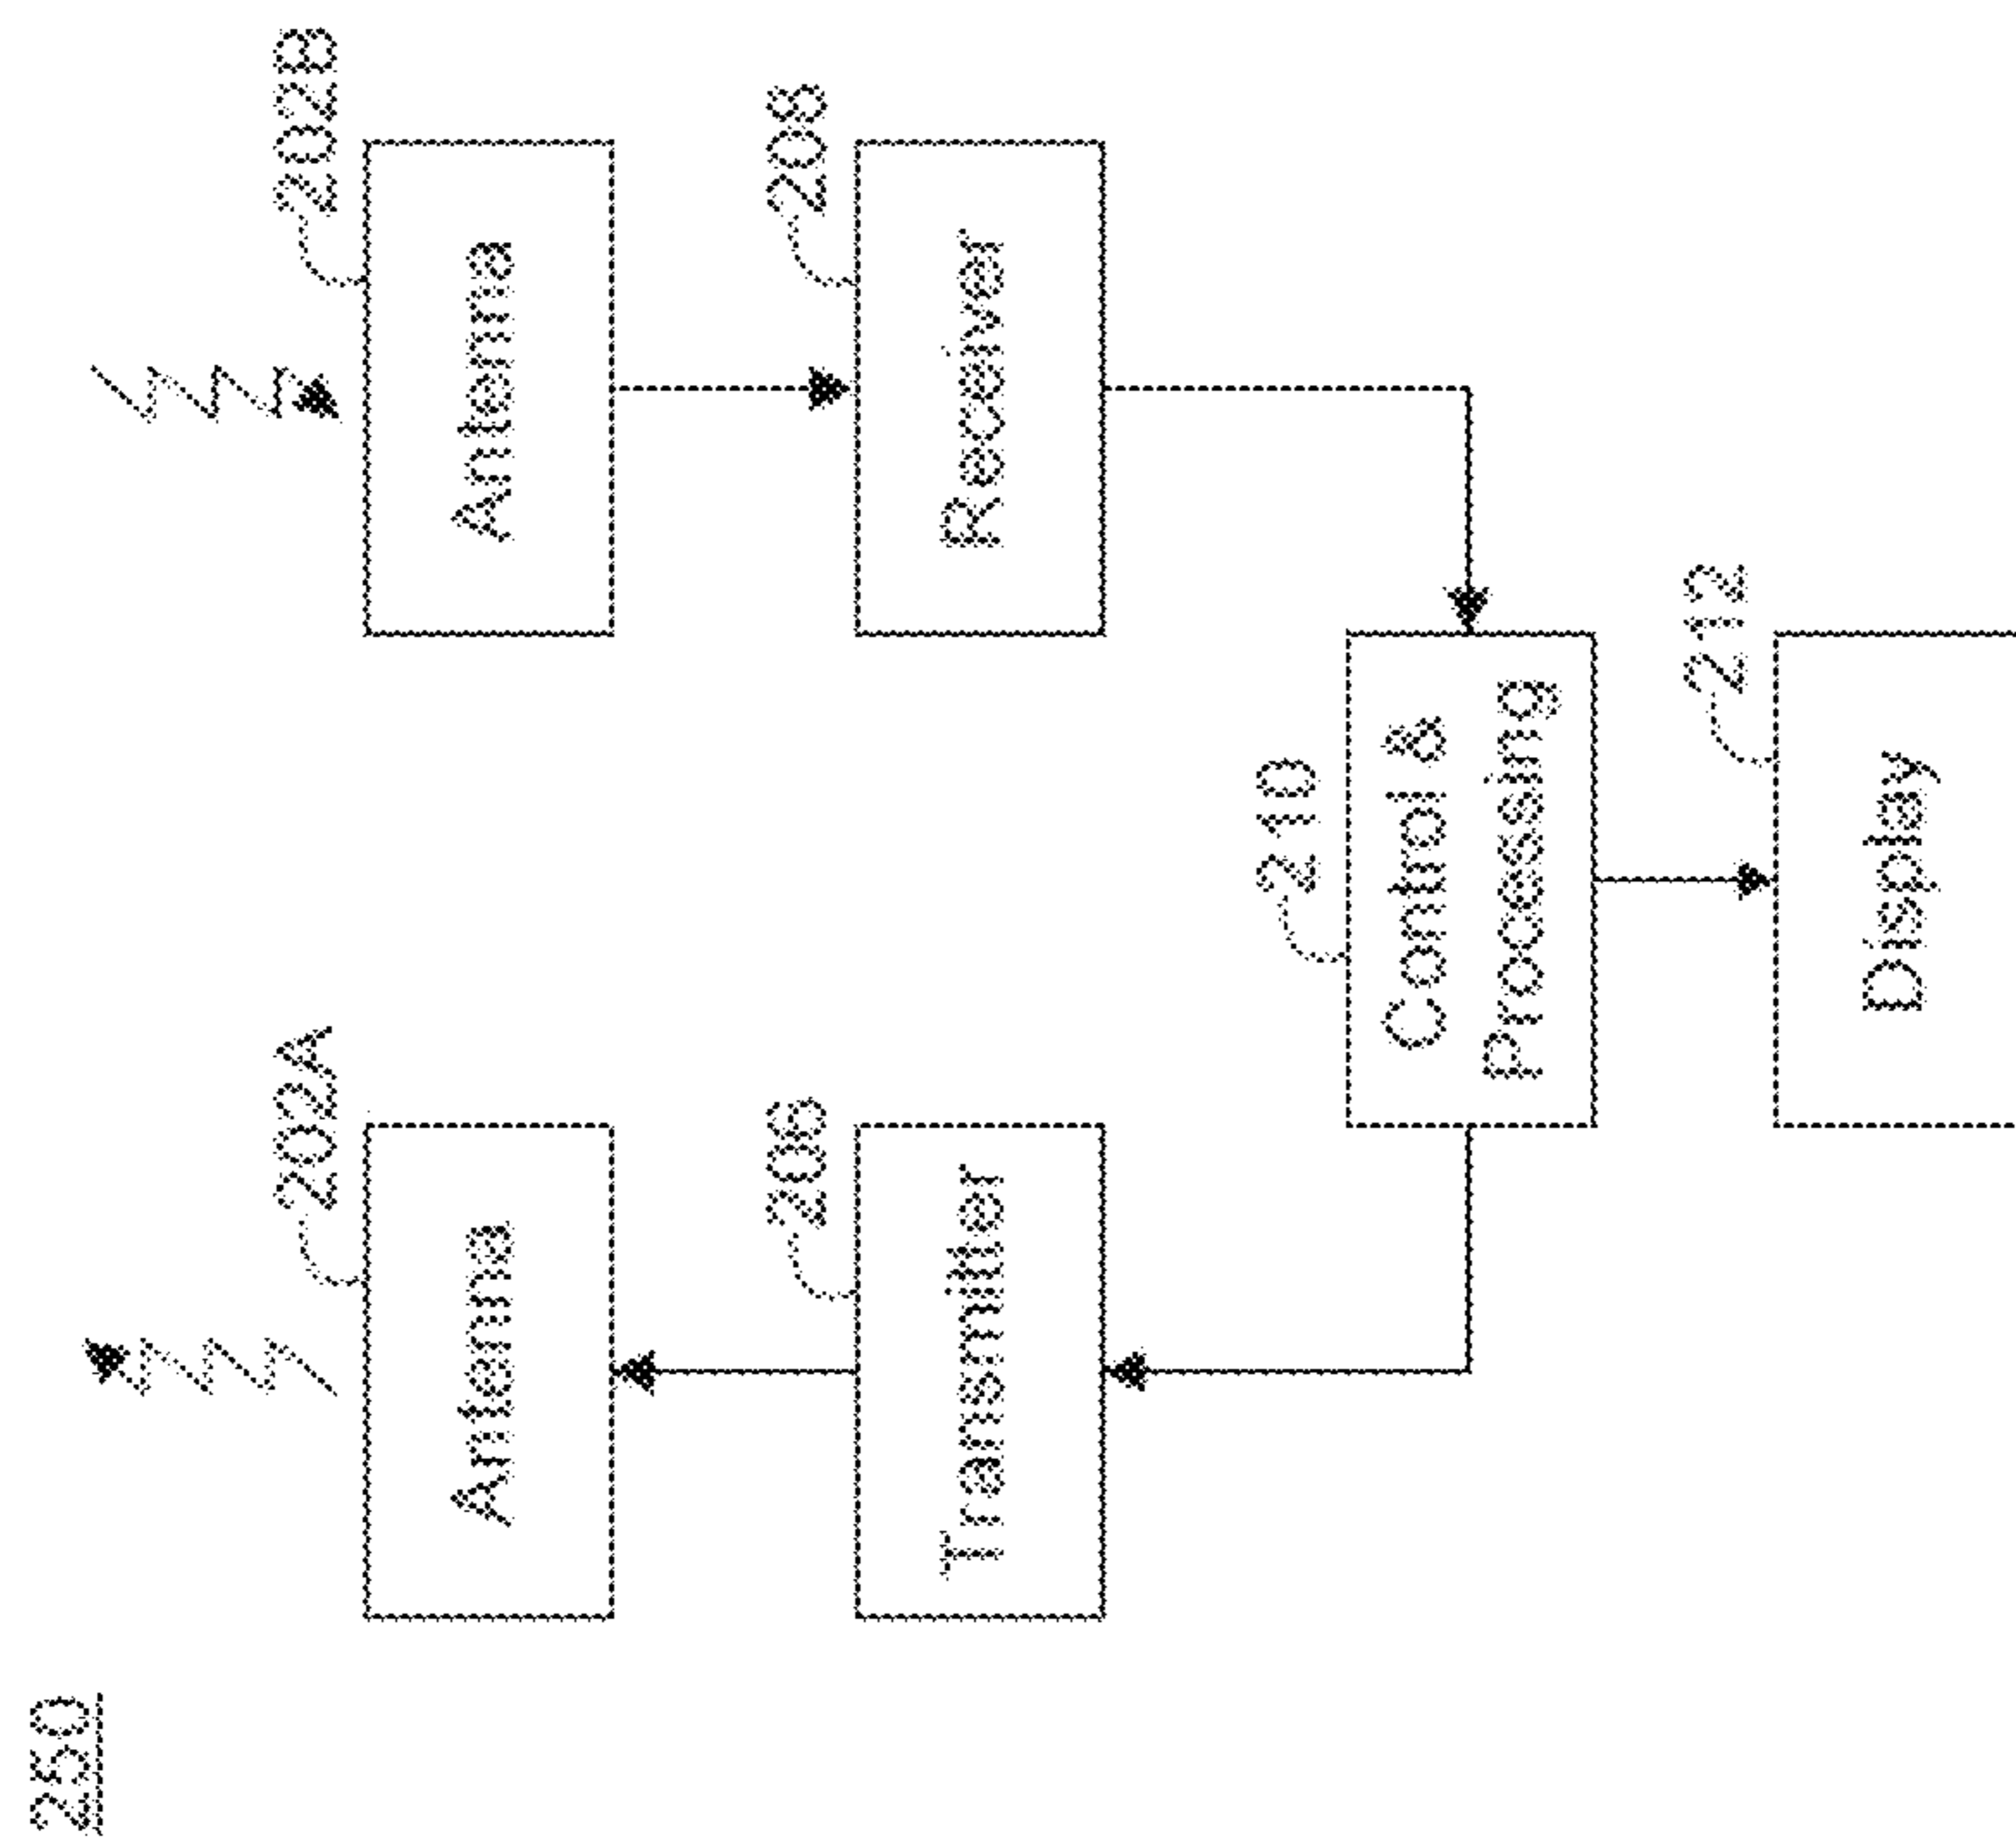 250
202A
202B
Antenna
Antenna
206
208
Transmitter
Receiver
210
Control &
Processing
212
Display